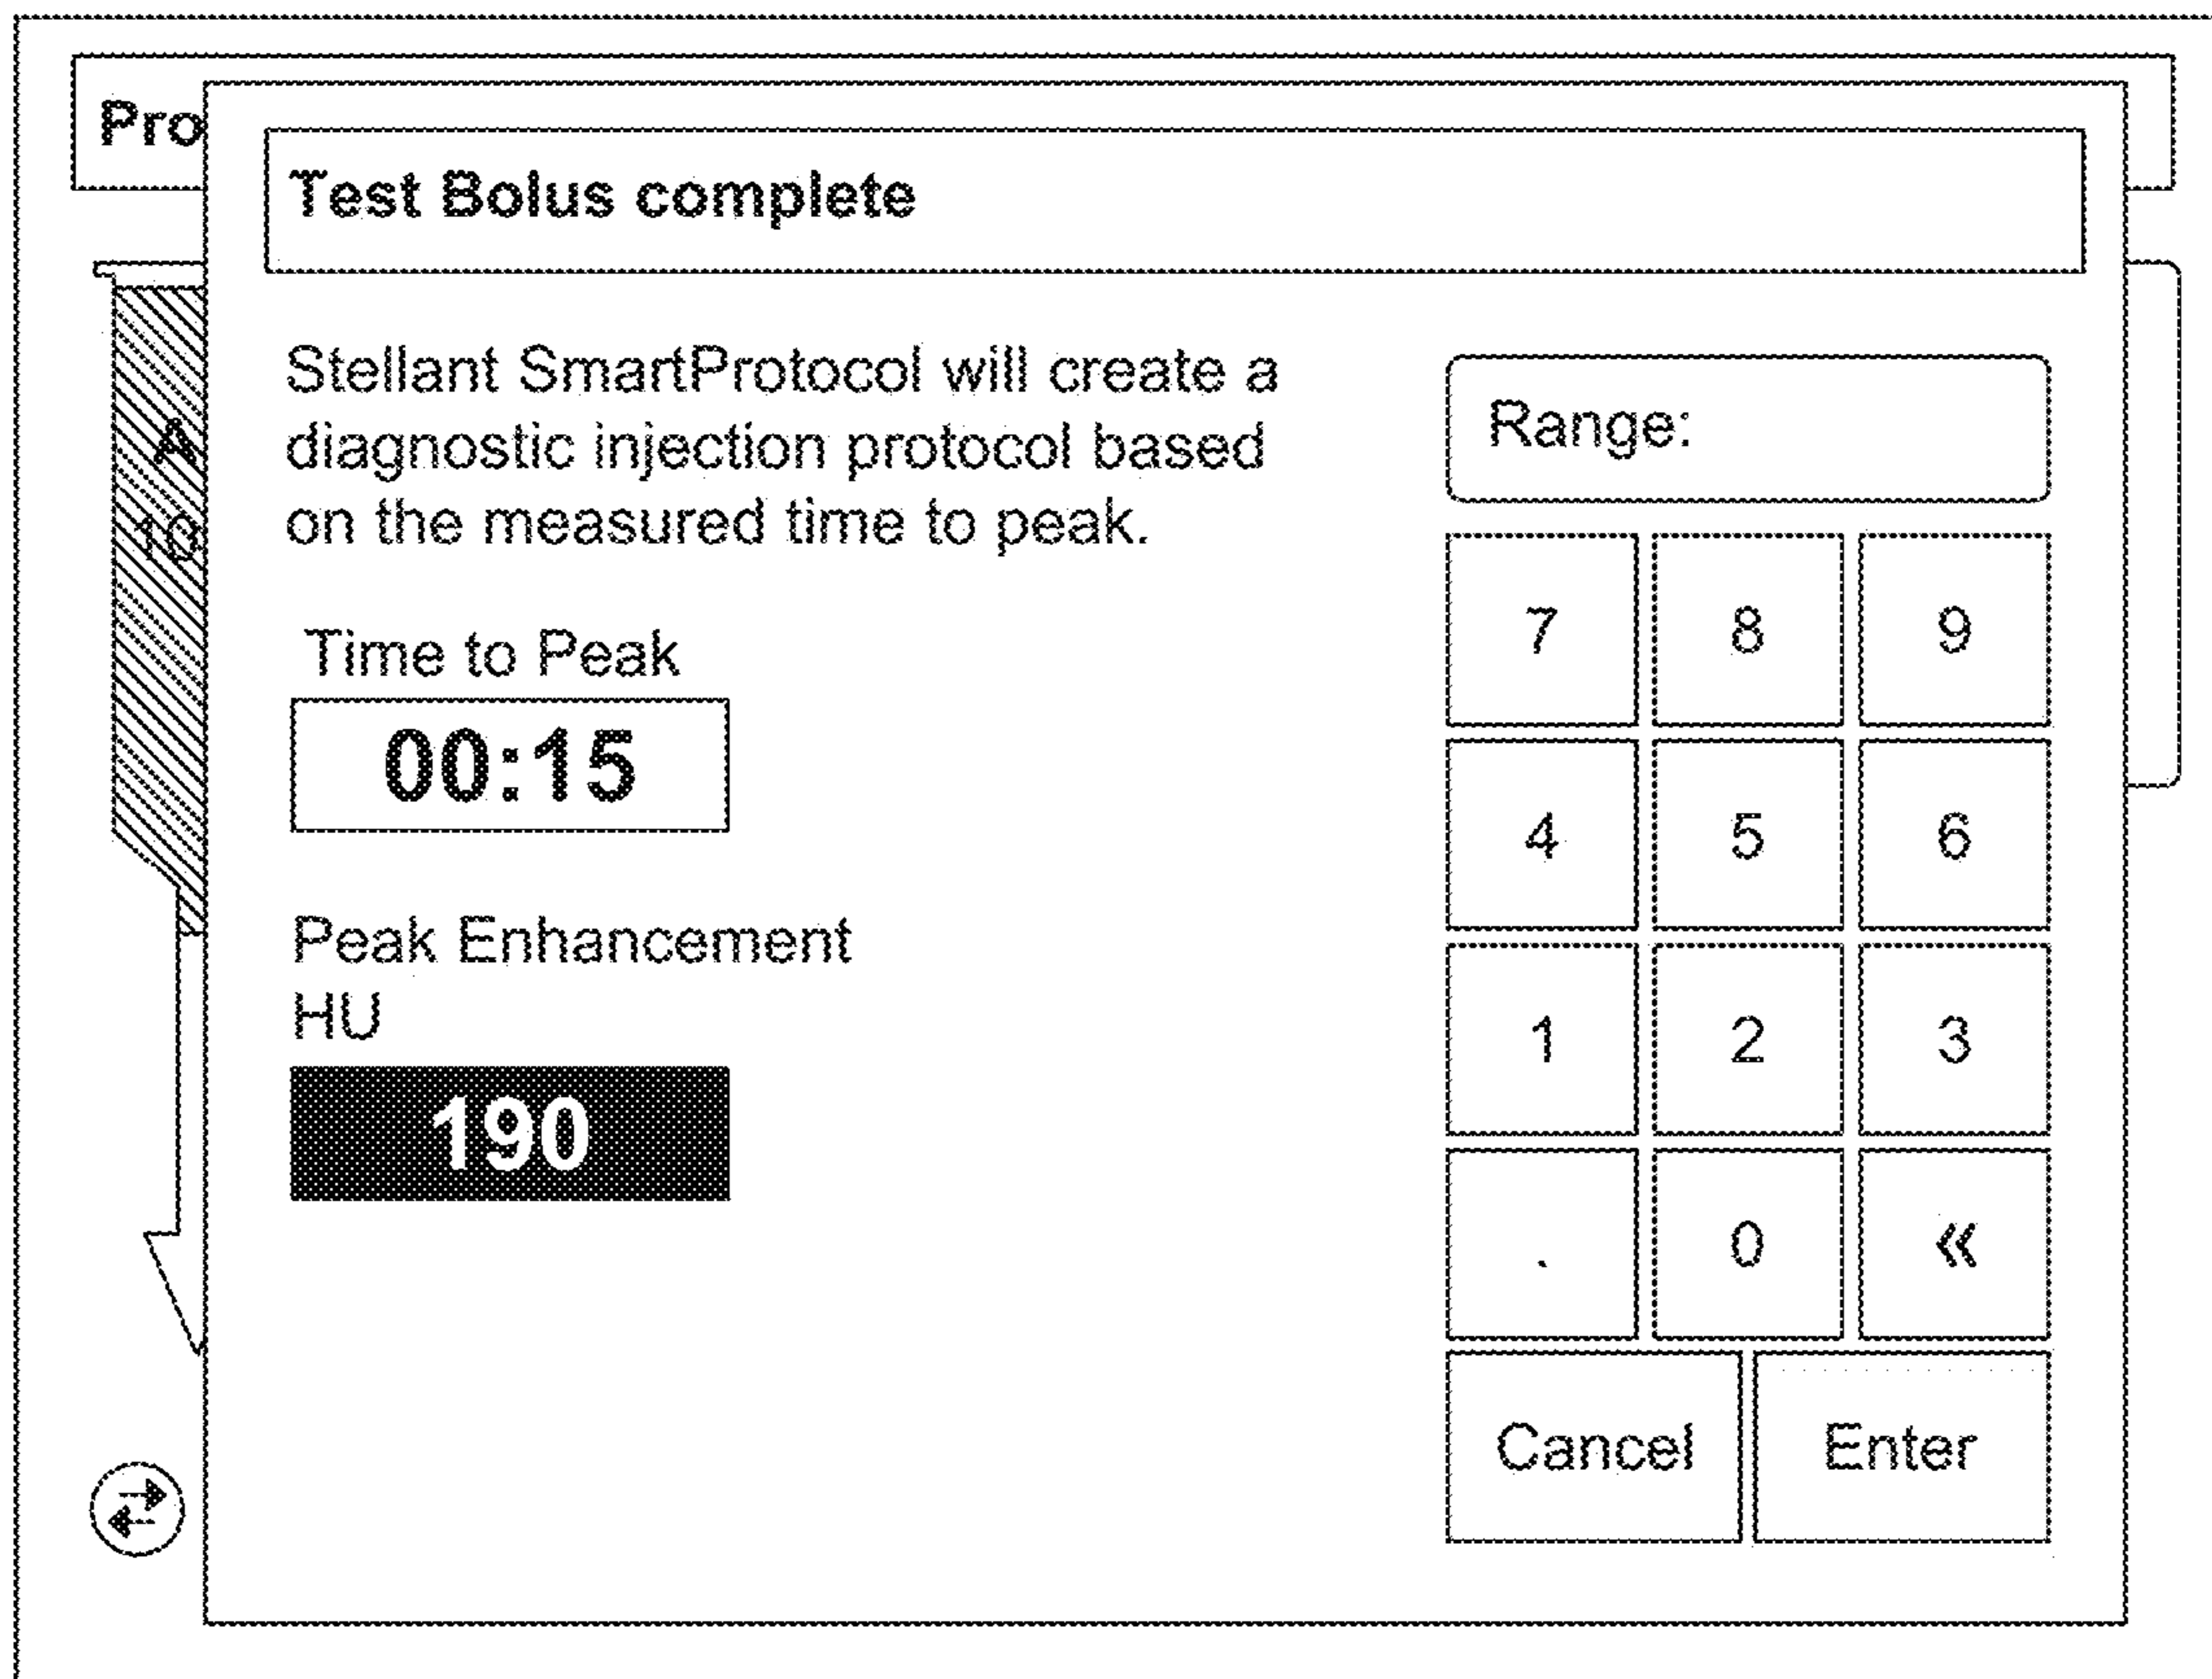 Pro
Test Bolus complete
A
10
Stellant SmartProtocol will create a
diagnostic injection protocol based
on the measured time to peak.
Time to Peak
00:15
Peak Enhancement
HU
190
Range:
7 8 9
4 5 6
1 2 3
. 0 «
Cancel Enter